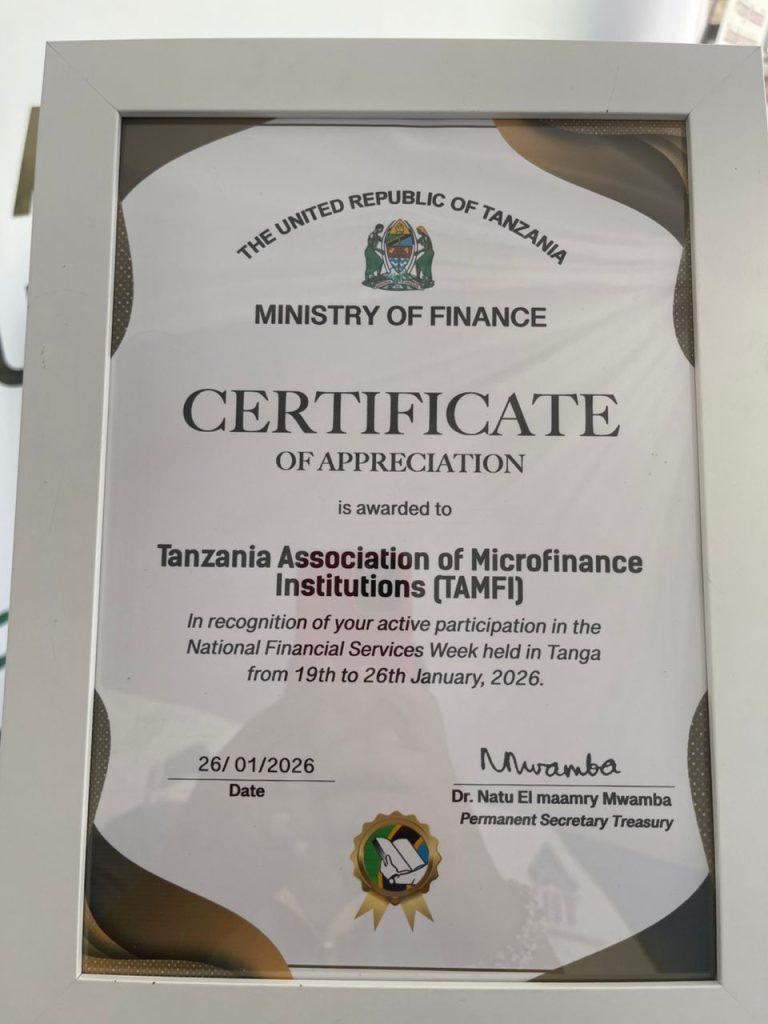 THE UNITED REPUBLIC OF TANZANIA
MINISTRY OF FINANCE
CERTIFICATE
OF APPRECIATION
is awarded to
Tanzania Association of Microfinance
Institutions (TAMFI)
In recognition of your active participation in the
National Financial Services Week held in Tanga
from 19th to 26th January, 2026.
26/ 01/2026
Date
Mwamba
Dr. Natu El maamry Mwamba
Permanent Secretary Treasury